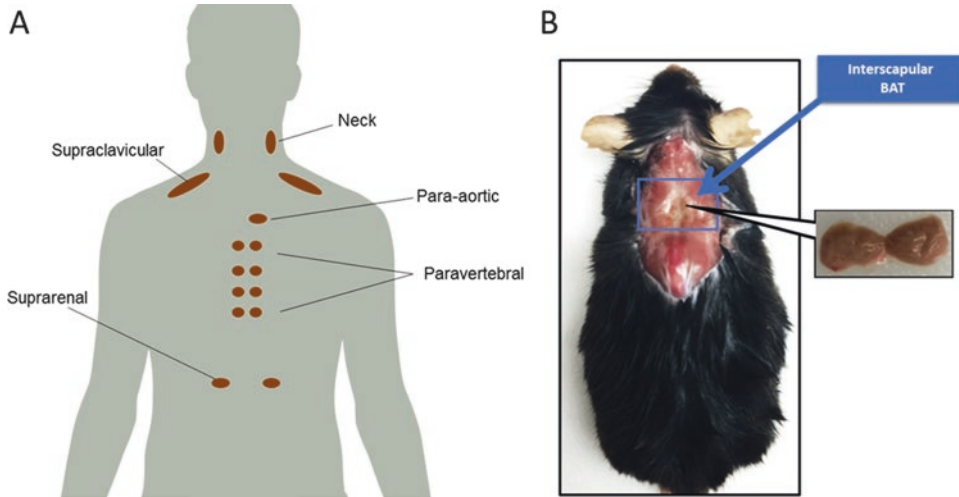 A
B
Interscapular
BAT
Neck
Supraclavicular
Para-aortic
Paravertebral
Suprarenal